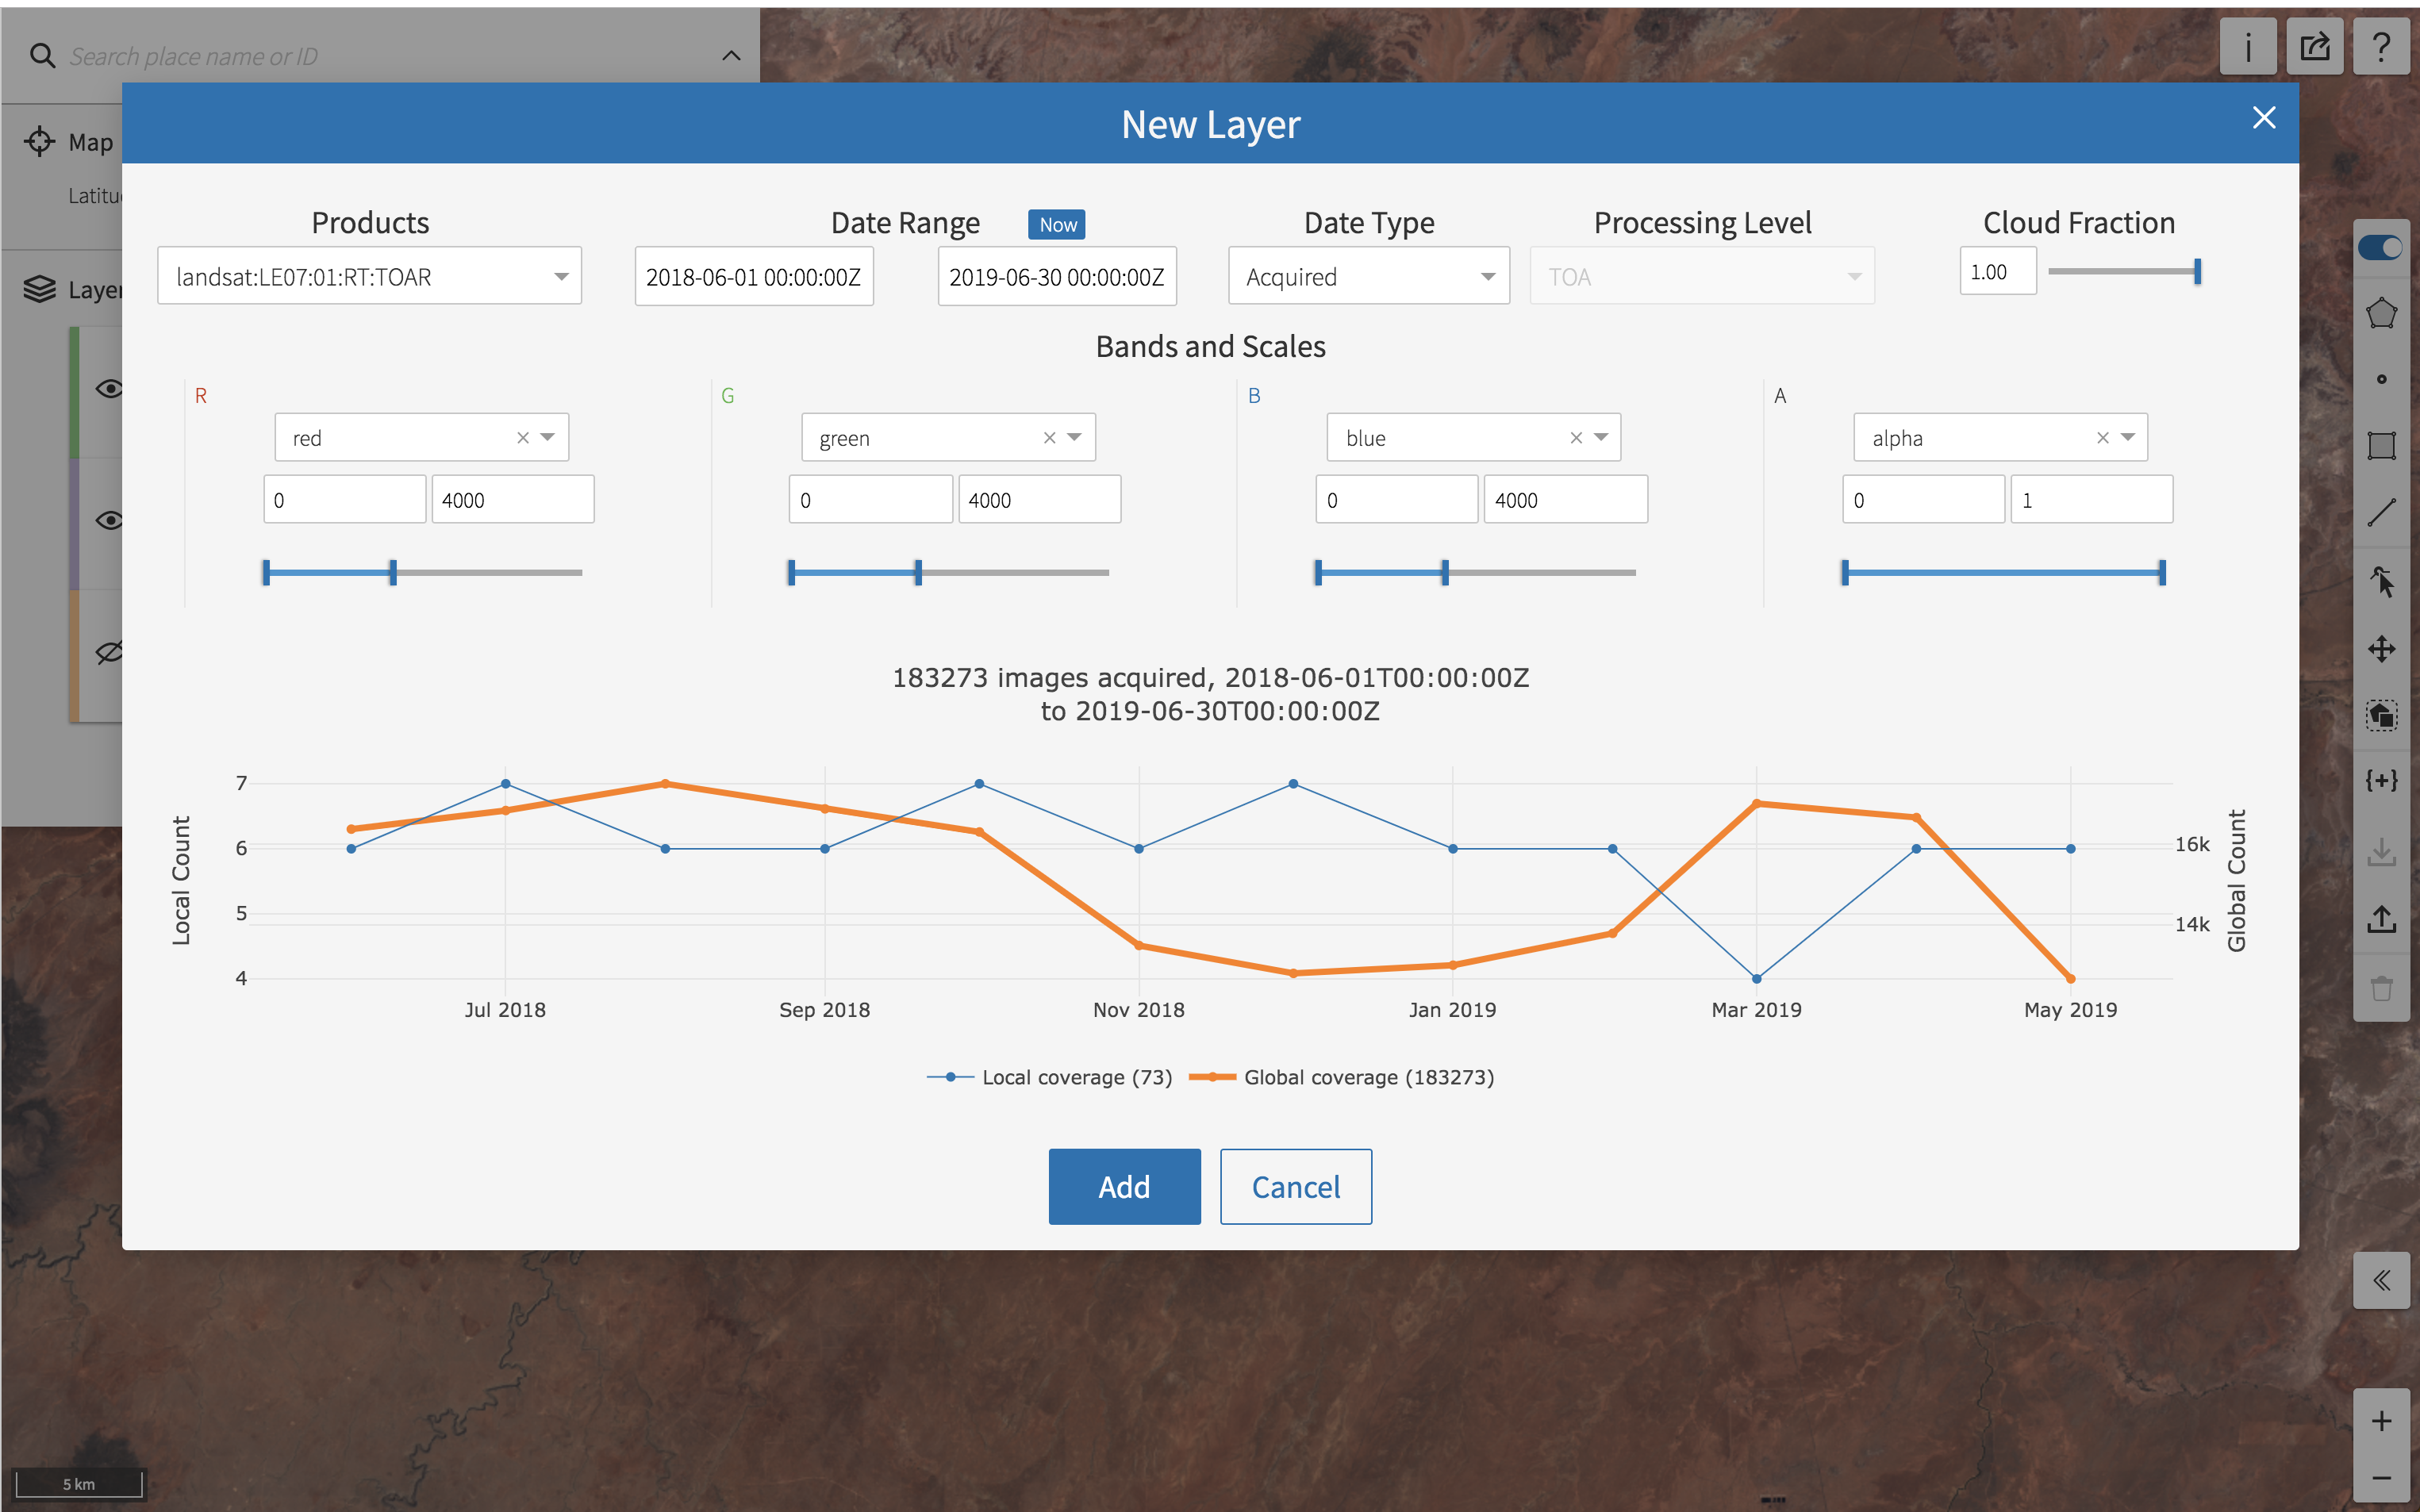 Search place name or ID
i
?
New Layer
Map
Latitu
Layer
Products
Date Range
Now
Date Type
Processing Level
Cloud Fraction
landsat:LE07:01:RT:TOAR
2018-06-01 00:00:00Z
2019-06-30 00:00:00Z
Acquired
TOA
1.00
Bands and Scales
R
G
B
A
red
green
blue
alpha
0
4000
0
4000
0
4000
0
1
183273 images acquired, 2018-06-01T00:00:00Z
to 2019-06-30T00:00:00Z
7
6
5
4
Local Count
16k
14k
Global Count
Jul 2018
Sep 2018
Nov 2018
Jan 2019
Mar 2019
May 2019
Local coverage (73)
Global coverage (183273)
Add
Cancel
5 km